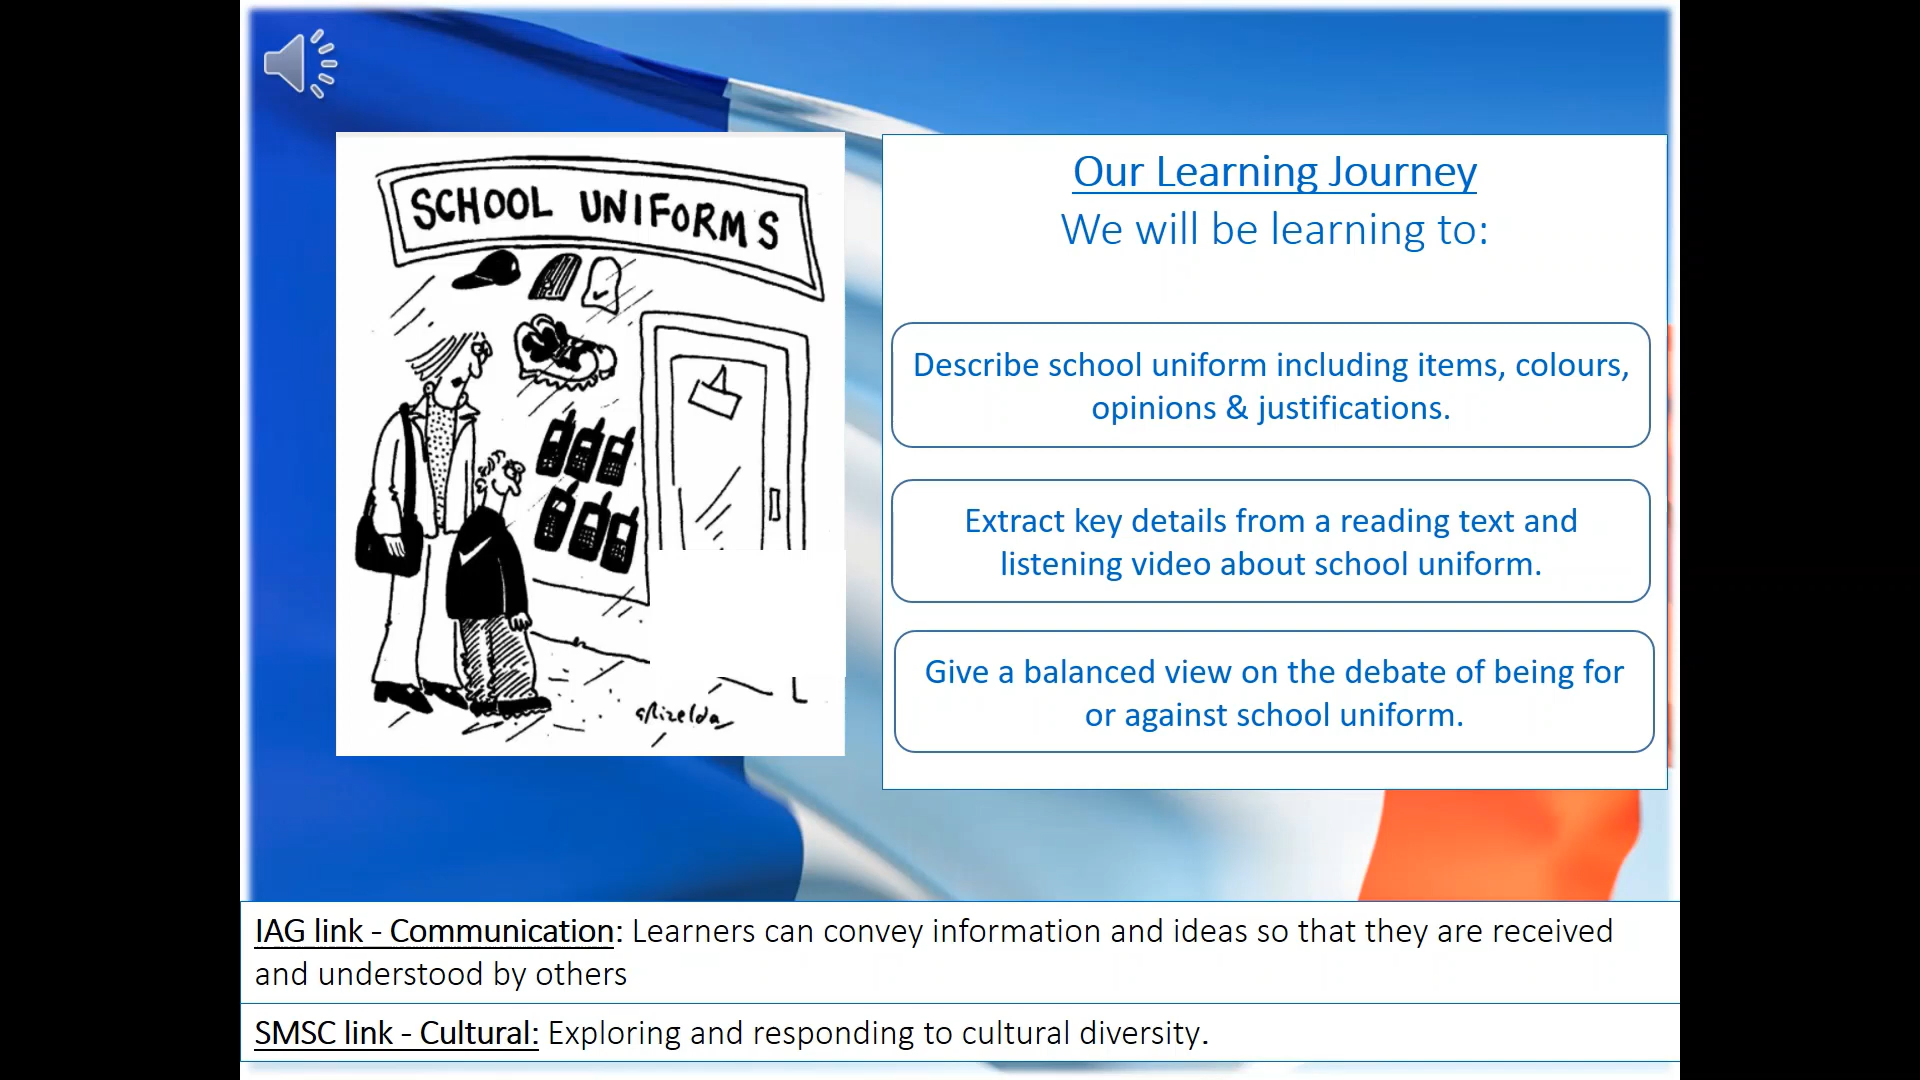 SCHOOL UNIFORMS
Our Learning Journey
We will be learning to:
Describe school uniform including items, colours,
opinions & justifications.
Extract key details from a reading text and
listening video about school uniform.
Give a balanced view on the debate of being for
or against school uniform.
grizelda
IAG link - Communication: Learners can convey information and ideas so that they are received
and understood by others
SMSC link - Cultural: Exploring and responding to cultural diversity.